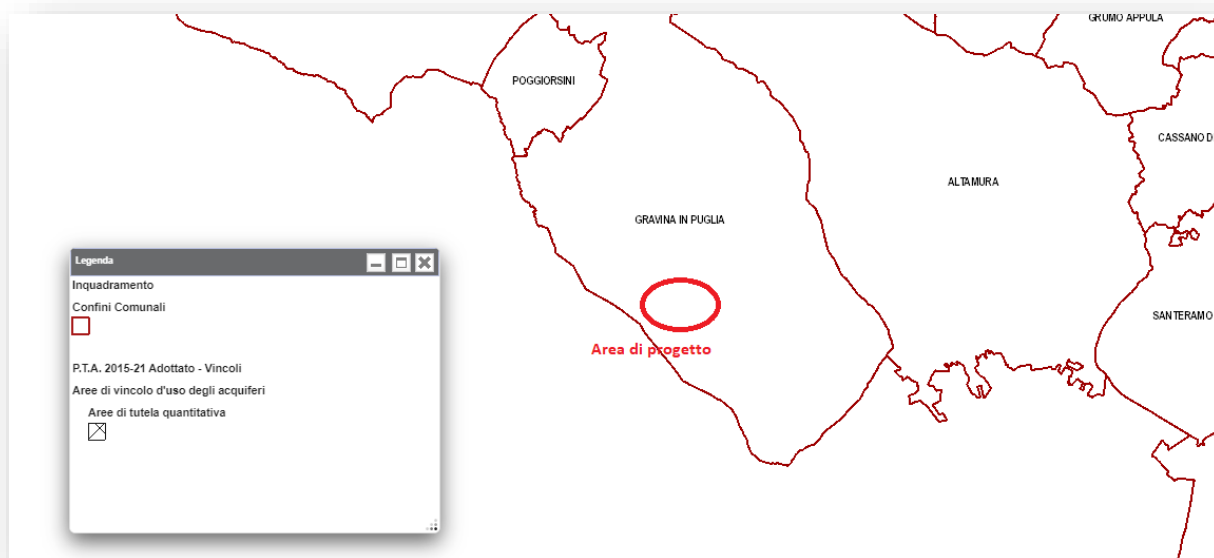 GRUMO APPULA
POGGIORSINI
CASSANO D
ALTAMURA
GRAVINA IN PUGLIA
SANTERAMO
Area di progetto
Legenda
Inquadramento
Confini Comunali
P.T.A. 2015-21 Adottato - Vincoli
Aree di vincolo d'uso degli acquiferi
Aree di tutela quantitativa